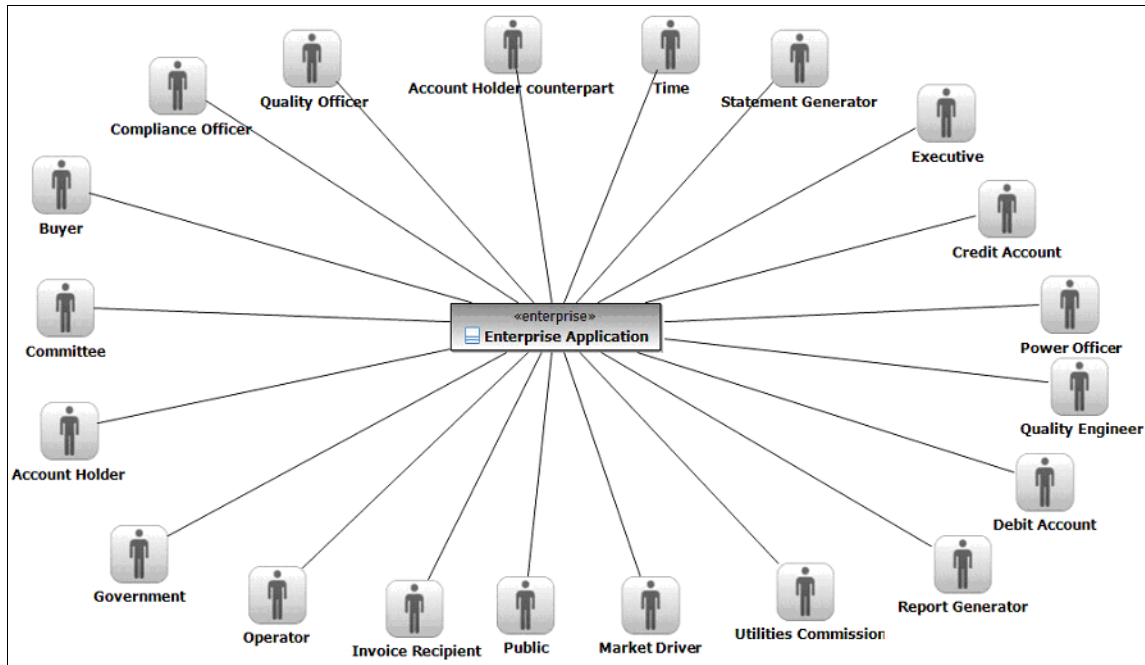 Quality Officer
Account Holder counterpart
Time
Statement Generator
Compliance Officer
Executive
Buyer
Credit Account
«enterprise»
Enterprise Application
Committee
Power Officer
Quality Engineer
Account Holder
Debit Account
Government
Report Generator
Operator
Invoice Recipient
Public
Market Driver
Utilities Commission